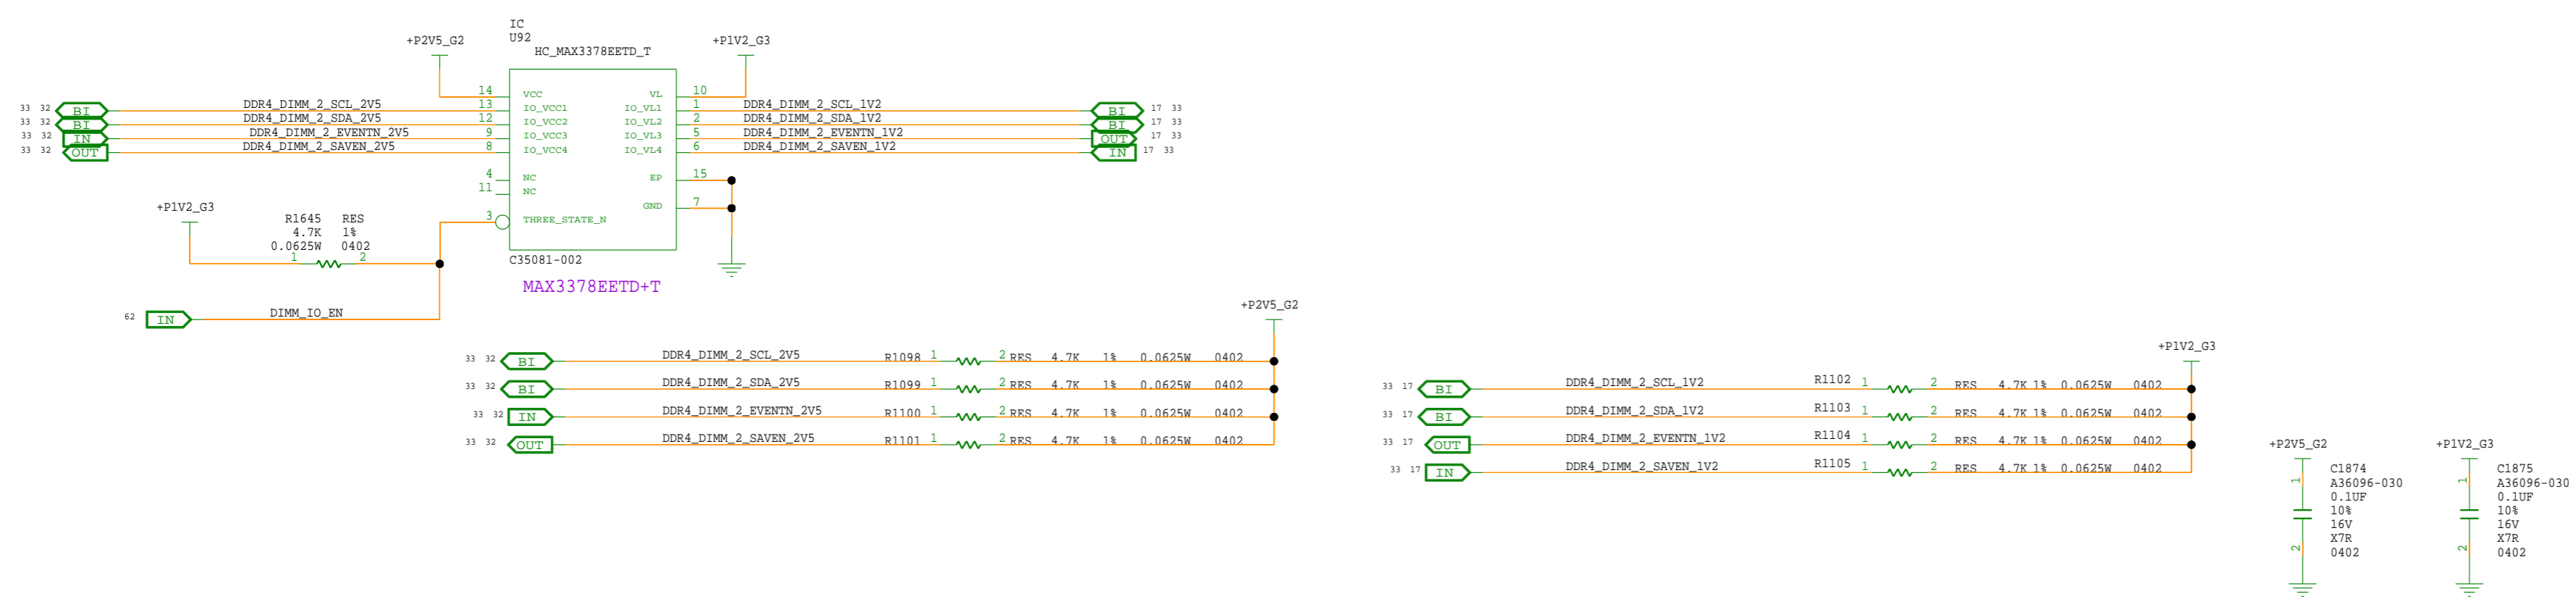 IC
U92
HC_MAX3378EETD_T
+P2V5_G2
+P1V2_G3
14 VCC VL 10
33 32 BI DDR4_DIMM_2_SCL_2V5 13 IO_VCC1 IO_VL1 1 DDR4_DIMM_2_SCL_1V2 BI 17 33
33 32 BI DDR4_DIMM_2_SDA_2V5 12 IO_VCC2 IO_VL2 2 DDR4_DIMM_2_SDA_1V2 BI 17 33
33 32 IN DDR4_DIMM_2_EVENTN_2V5 9 IO_VCC3 IO_VL3 5 DDR4_DIMM_2_EVENTN_1V2 OUT 17 33
33 32 OUT DDR4_DIMM_2_SAVEN_2V5 8 IO_VCC4 IO_VL4 6 DDR4_DIMM_2_SAVEN_1V2 IN 17 33
4 NC EP 15
11 NC
GND 7
3 THREE_STATE_N
+P1V2_G3
R1645 RES
4.7K 1%
0.0625W 0402
1 2
C35081-002
MAX3378EETD+T
62 IN DIMM_IO_EN
+P2V5_G2
33 32 BI DDR4_DIMM_2_SCL_2V5 R1098 1 2 RES 4.7K 1% 0.0625W 0402
33 32 BI DDR4_DIMM_2_SDA_2V5 R1099 1 2 RES 4.7K 1% 0.0625W 0402
33 32 IN DDR4_DIMM_2_EVENTN_2V5 R1100 1 2 RES 4.7K 1% 0.0625W 0402
33 32 OUT DDR4_DIMM_2_SAVEN_2V5 R1101 1 2 RES 4.7K 1% 0.0625W 0402
+P1V2_G3
33 17 BI DDR4_DIMM_2_SCL_1V2 R1102 1 2 RES 4.7K 1% 0.0625W 0402
33 17 BI DDR4_DIMM_2_SDA_1V2 R1103 1 2 RES 4.7K 1% 0.0625W 0402
33 17 OUT DDR4_DIMM_2_EVENTN_1V2 R1104 1 2 RES 4.7K 1% 0.0625W 0402
33 17 IN DDR4_DIMM_2_SAVEN_1V2 R1105 1 2 RES 4.7K 1% 0.0625W 0402
+P2V5_G2
C1874
1
A36096-030
0.1UF
10%
16V
X7R
2
0402
+P1V2_G3
C1875
1
A36096-030
0.1UF
10%
16V
X7R
2
0402